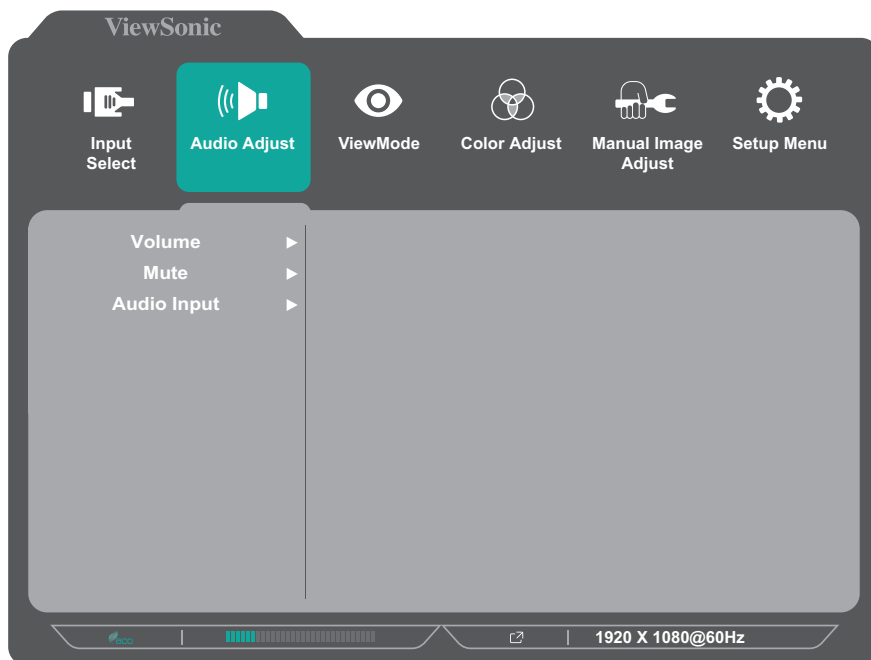 ViewSonic
Input
Select
Audio Adjust
ViewMode
Color Adjust
Manual Image
Adjust
Setup Menu
Volume
Mute
Audio Input
eco
1920 X 1080@60Hz